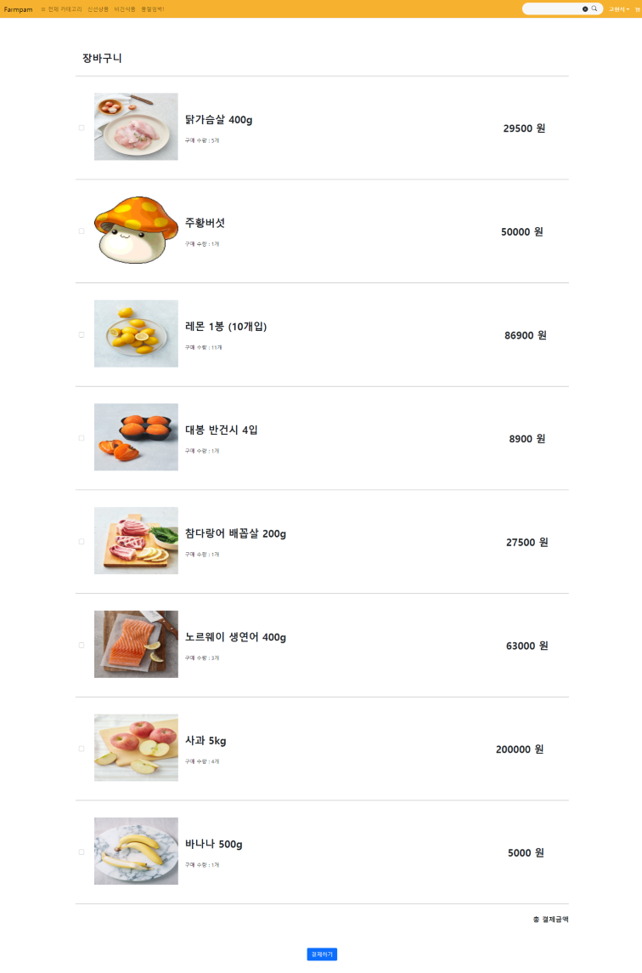 Farmpam
전체 카테고리 신선상품 비건식품 품절임박!
장바구니
닭가슴살 400g
구매 수량 : 5개
29500 원
주황버섯
구매 수량 : 1개
50000 원
레몬 1봉 (10개입)
구매 수량 : 11개
86900 원
대봉 반건시 4입
구매 수량 : 1개
8900 원
참다랑어 배꼽살 200g
구매 수량 : 1개
27500 원
노르웨이 생연어 400g
구매 수량 : 3개
63000 원
사과 5kg
구매 수량 : 4개
200000 원
바나나 500g
구매 수량 : 1개
5000 원
총 결제금액
결제하기